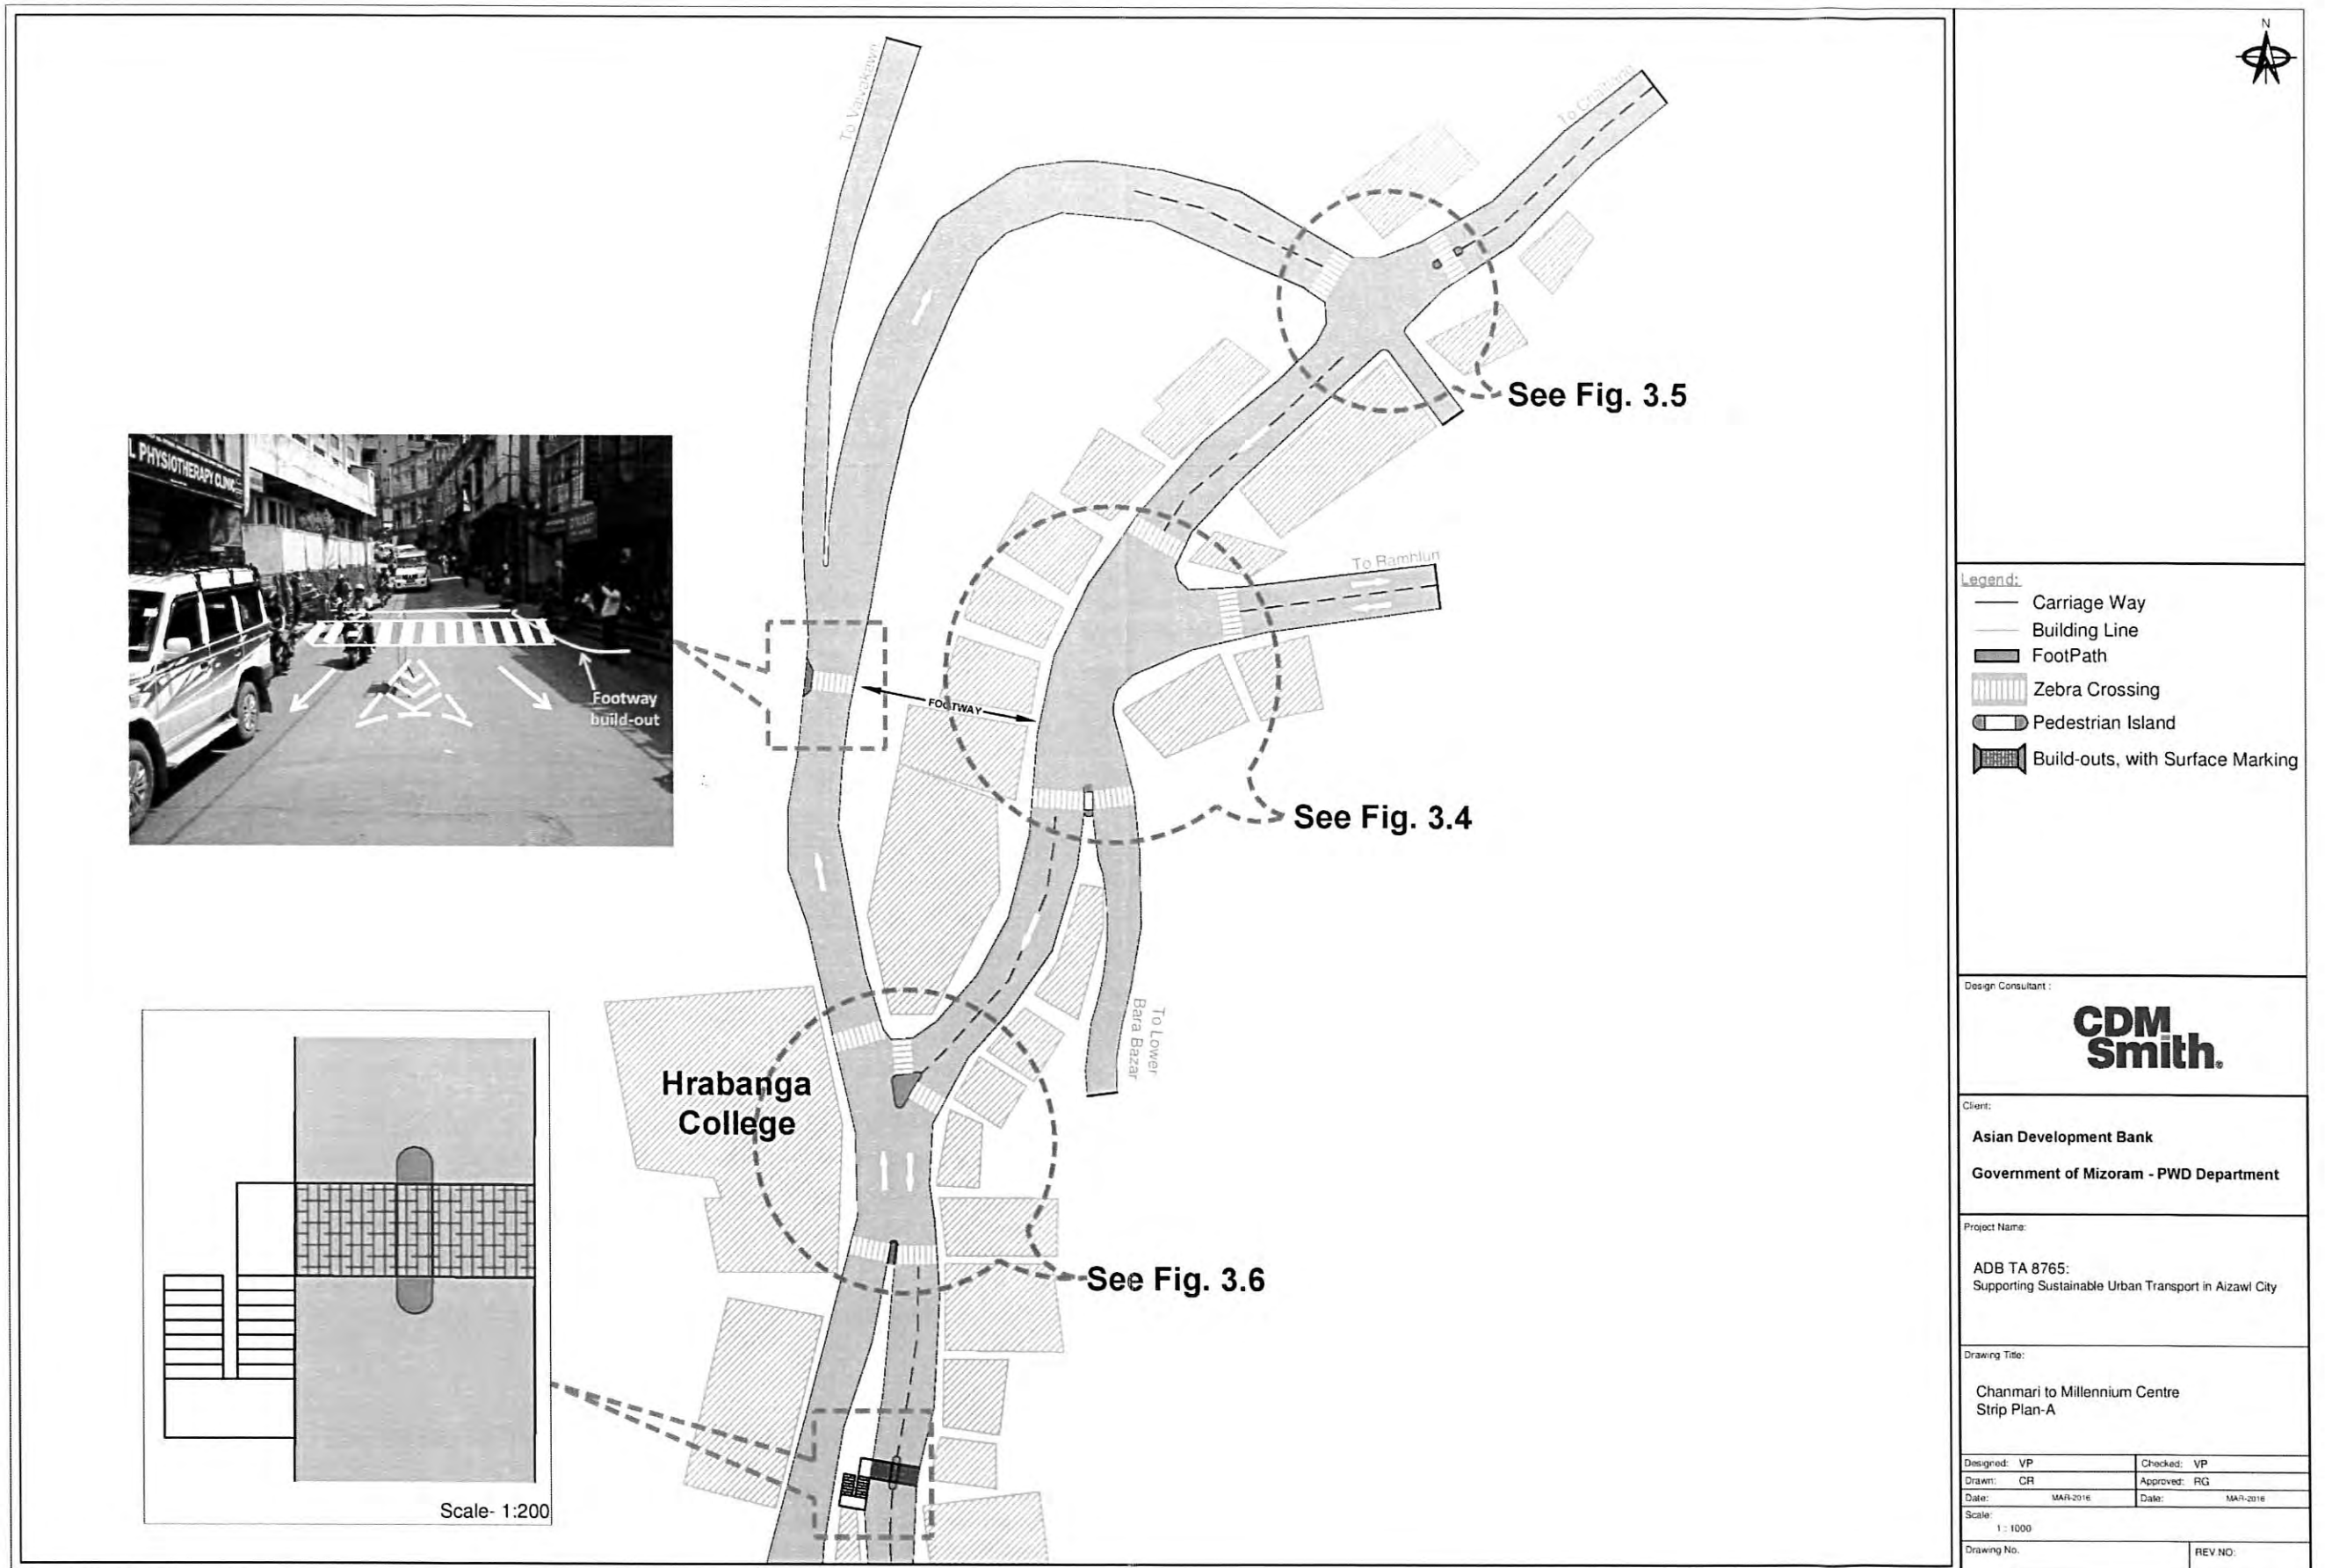 N
To Vaivakawn
To Chaltlang
See Fig. 3.5
To Ramhlun
L PHYSIOTHERAPY CLINIC
Footway
build-out
FOOTWAY
See Fig. 3.4
To Lower
Bara Bazar
Hrabanga
College
See Fig. 3.6
Scale- 1:200
Legend:
Carriage Way
Building Line
FootPath
Zebra Crossing
Pedestrian Island
Build-outs, with Surface Marking
Design Consultant :
CDM
Smith®
Client:
Asian Development Bank
Government of Mizoram - PWD Department
Project Name:
ADB TA 8765:
Supporting Sustainable Urban Transport in Aizawl City
Drawing Title:
Chanmari to Millennium Centre
Strip Plan-A
Designed: VP
Checked: VP
Drawn: CR
Approved: RG
Date: MAR-2016
Date: MAR-2016
Scale:
1 : 1000
Drawing No.
REV NO: